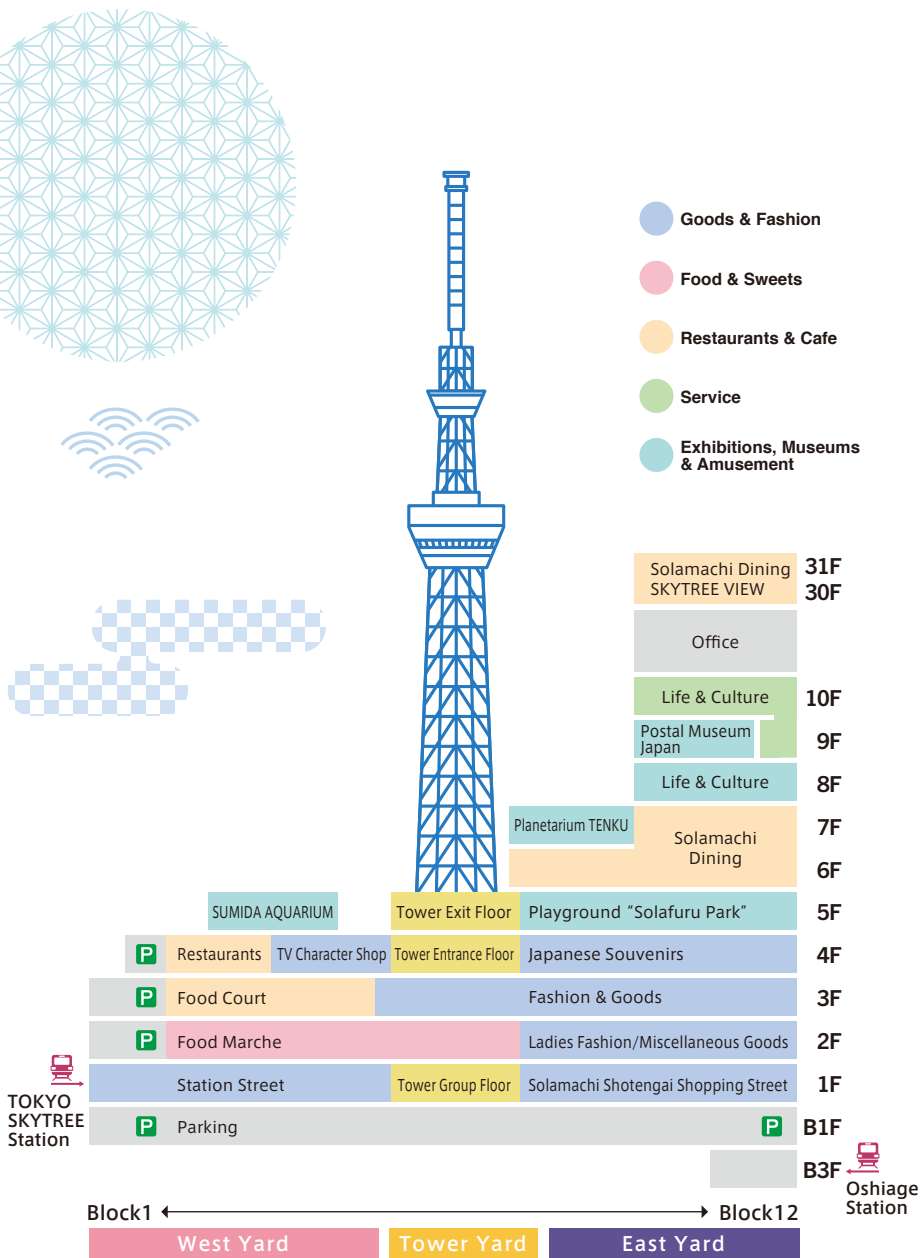 Goods & Fashion
Food & Sweets
Restaurants & Cafe
Service
Exhibitions, Museums
& Amusement
Solamachi Dining
SKYTREE VIEW
31F
30F
Office
Life & Culture
10F
Postal Museum
Japan
9F
Life & Culture
8F
Planetarium TENKU
7F
Solamachi
Dining
6F
SUMIDA AQUARIUM
Tower Exit Floor
Playground “Solafuru Park”
5F
P
Restaurants
TV Character Shop
Tower Entrance Floor
Japanese Souvenirs
4F
P
Food Court
Fashion & Goods
3F
P
Food Marche
Ladies Fashion/Miscellaneous Goods
2F
TOKYO
SKYTREE
Station
Station Street
Tower Group Floor
Solamachi Shotengai Shopping Street
1F
P
Parking
P
B1F
B3F
Oshiage
Station
Block1
Block12
West Yard
Tower Yard
East Yard